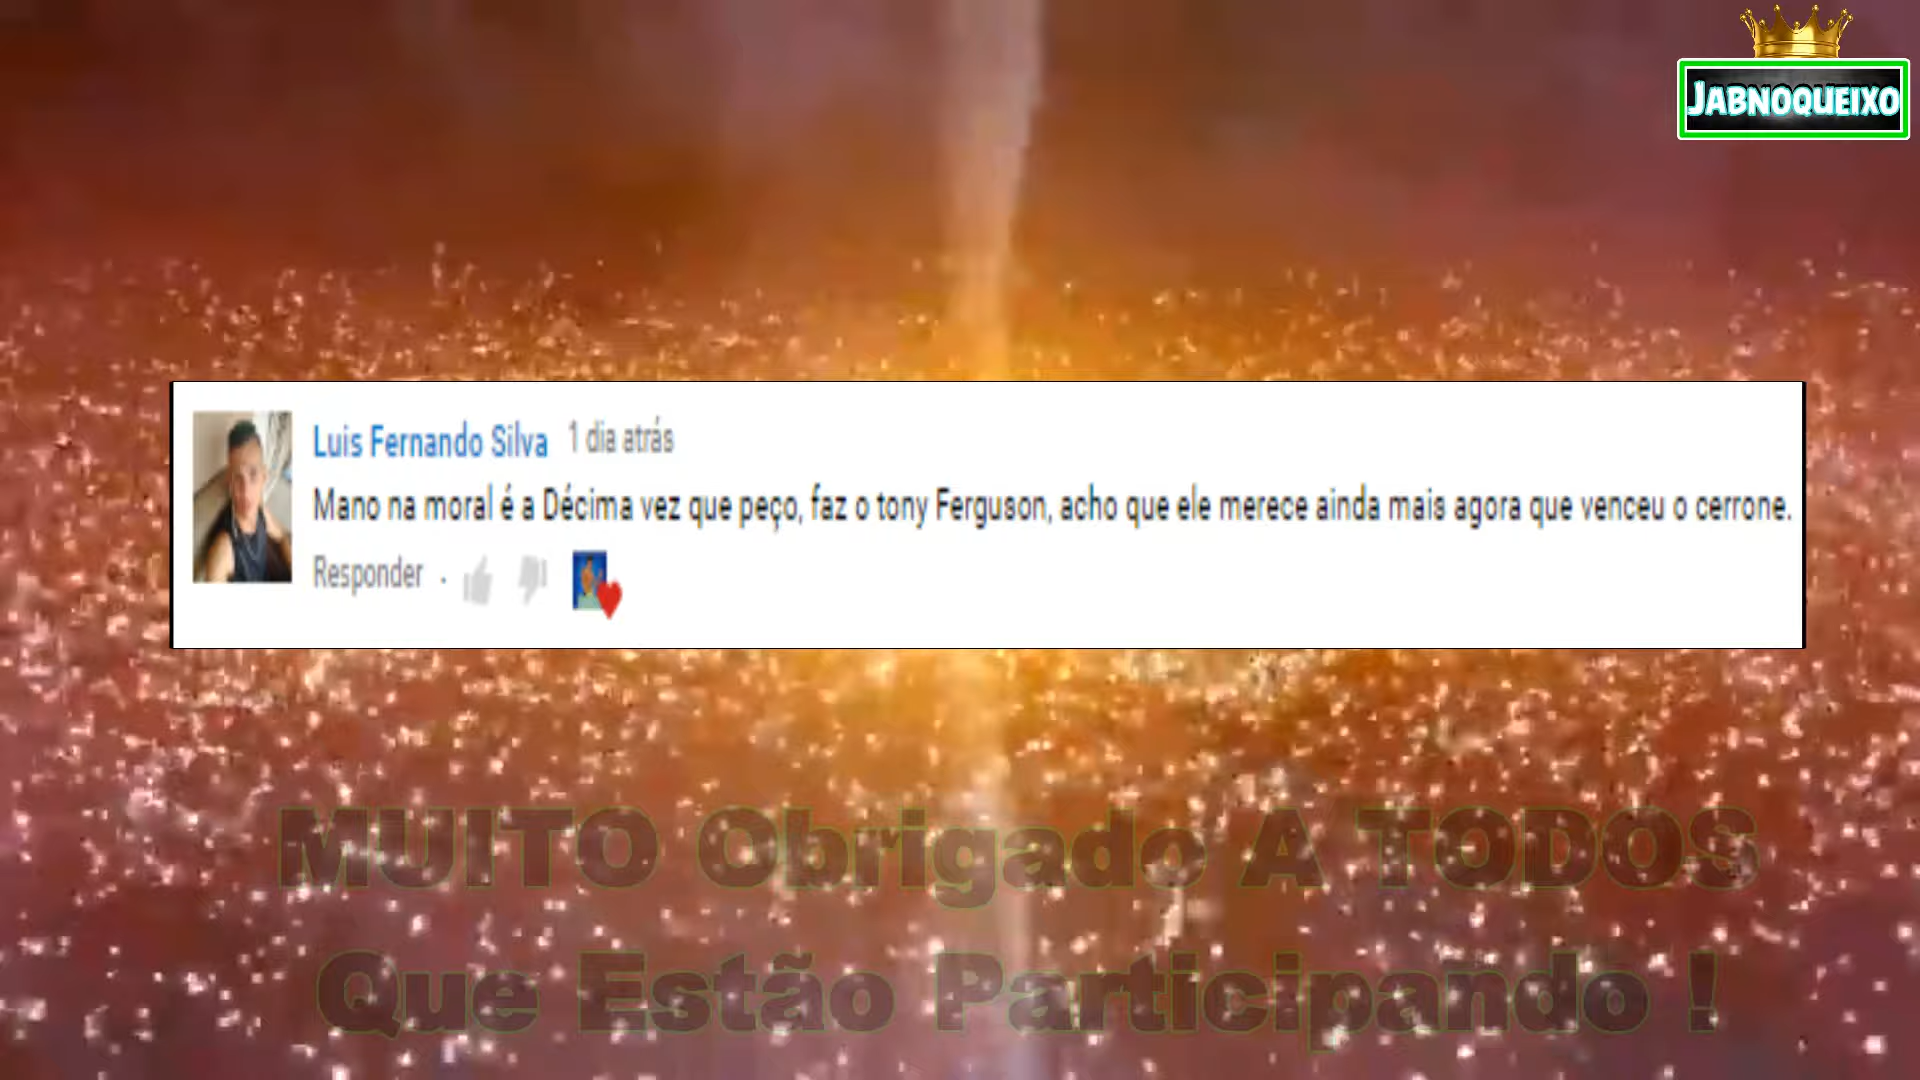 JABNOQUEIXO
Luis Fernando Silva 1 dia atrás
Mano na moral é a Décima vez que peço, faz o tony Ferguson, acho que ele merece ainda mais agora que venceu o cerrone.
Responder ·
MUITO Obrigado A TODOS
Que Estão Participando !